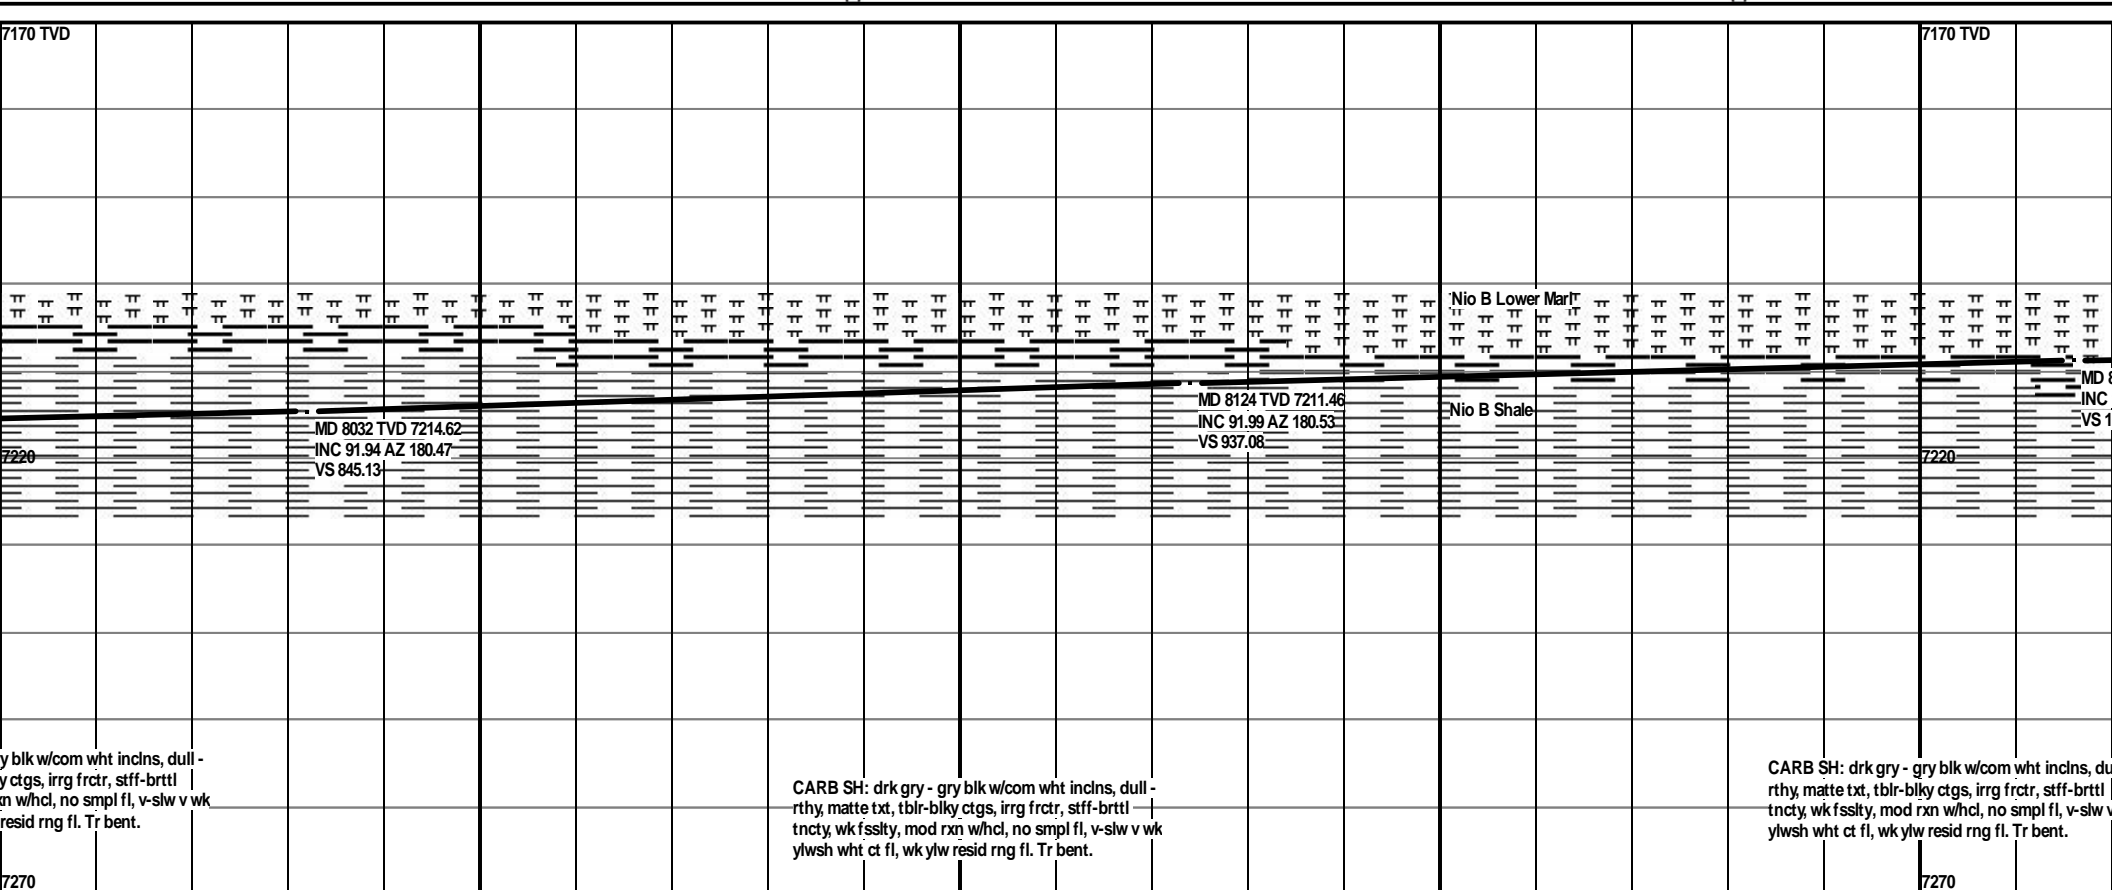 7170 TVD
7170 TVD
Nio B Lower Marl
MD 8
INC
VS 1
MD 8124 TVD 7211.46
INC 91.99 AZ 180.53
VS 937.08
Nio B Shale
MD 8032 TVD 7214.62
INC 91.94 AZ 180.47
VS 845.13
7220
7220
y blk w/com wht inclns, dull -
y ctgs, irrg frctr, stff-brttl
xn w/hcl, no smpl fl, v-slw v wk
resid rng fl. Tr bent.
CARB SH: drk gry - gry blk w/com wht inclns, dull -
rthy, matte txt, tblr-blky ctgs, irrg frctr, stff-brttl
tncty, wk fsslty, mod rxn w/hcl, no smpl fl, v-slw v wk
ylwsh wht ct fl, wk ylw resid rng fl. Tr bent.
CARB SH: drk gry - gry blk w/com wht inclns, du
rthy, matte txt, tblr-blky ctgs, irrg frctr, stff-brttl
tncty, wk fsslty, mod rxn w/hcl, no smpl fl, v-slw v
ylwsh wht ct fl, wk ylw resid rng fl. Tr bent.
7270
7270